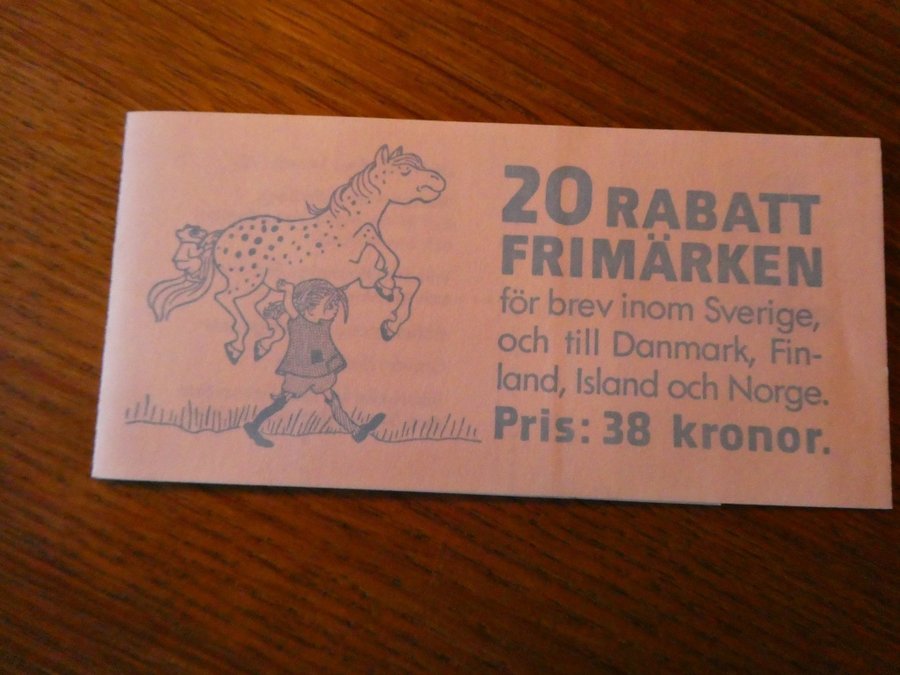 20 RABATT
FRIMÄRKEN
för brev inom Sverige,
och till Danmark, Fin-
land, Island och Norge.
Pris: 38 kronor.